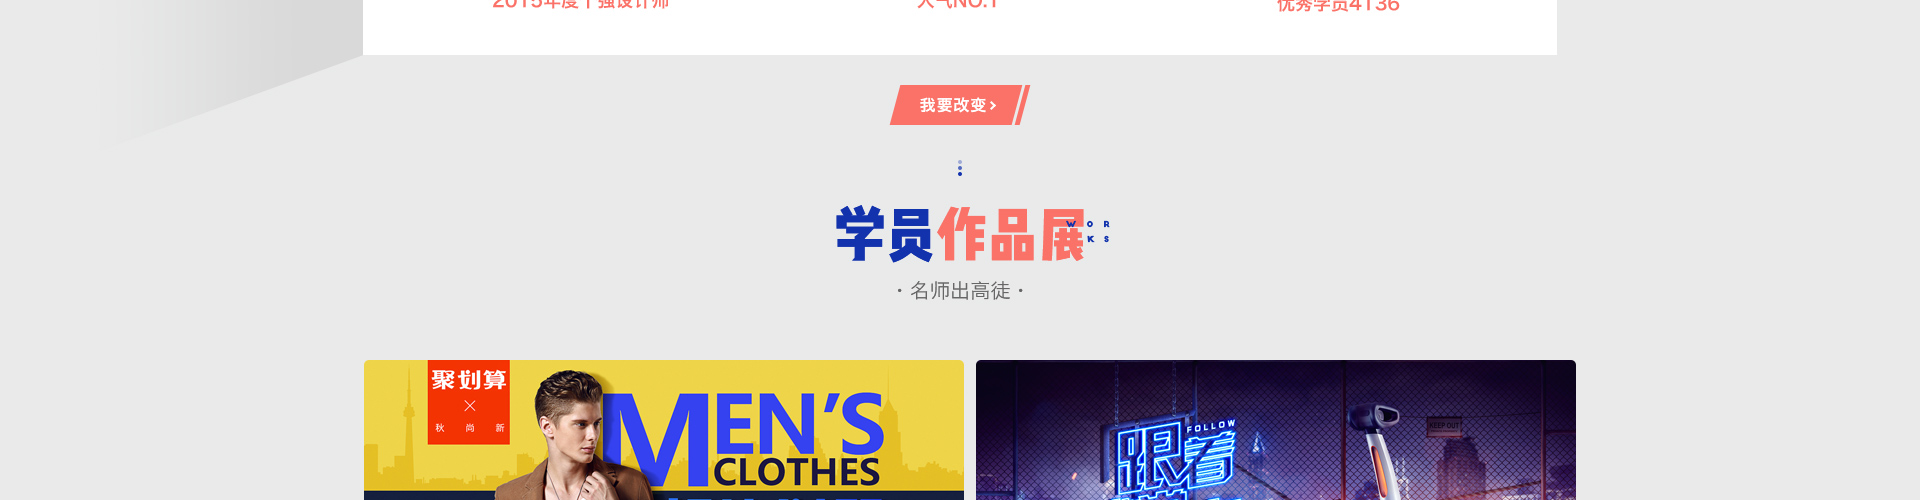 2015年度十强设计师
人气NO.1
优秀学员4136
我要改变
学员作品展
WORKS
·名师出高徒·
聚划算
秋尚新
MEN'S
CLOTHES
FOLLOW
跟着
KEEP OUT